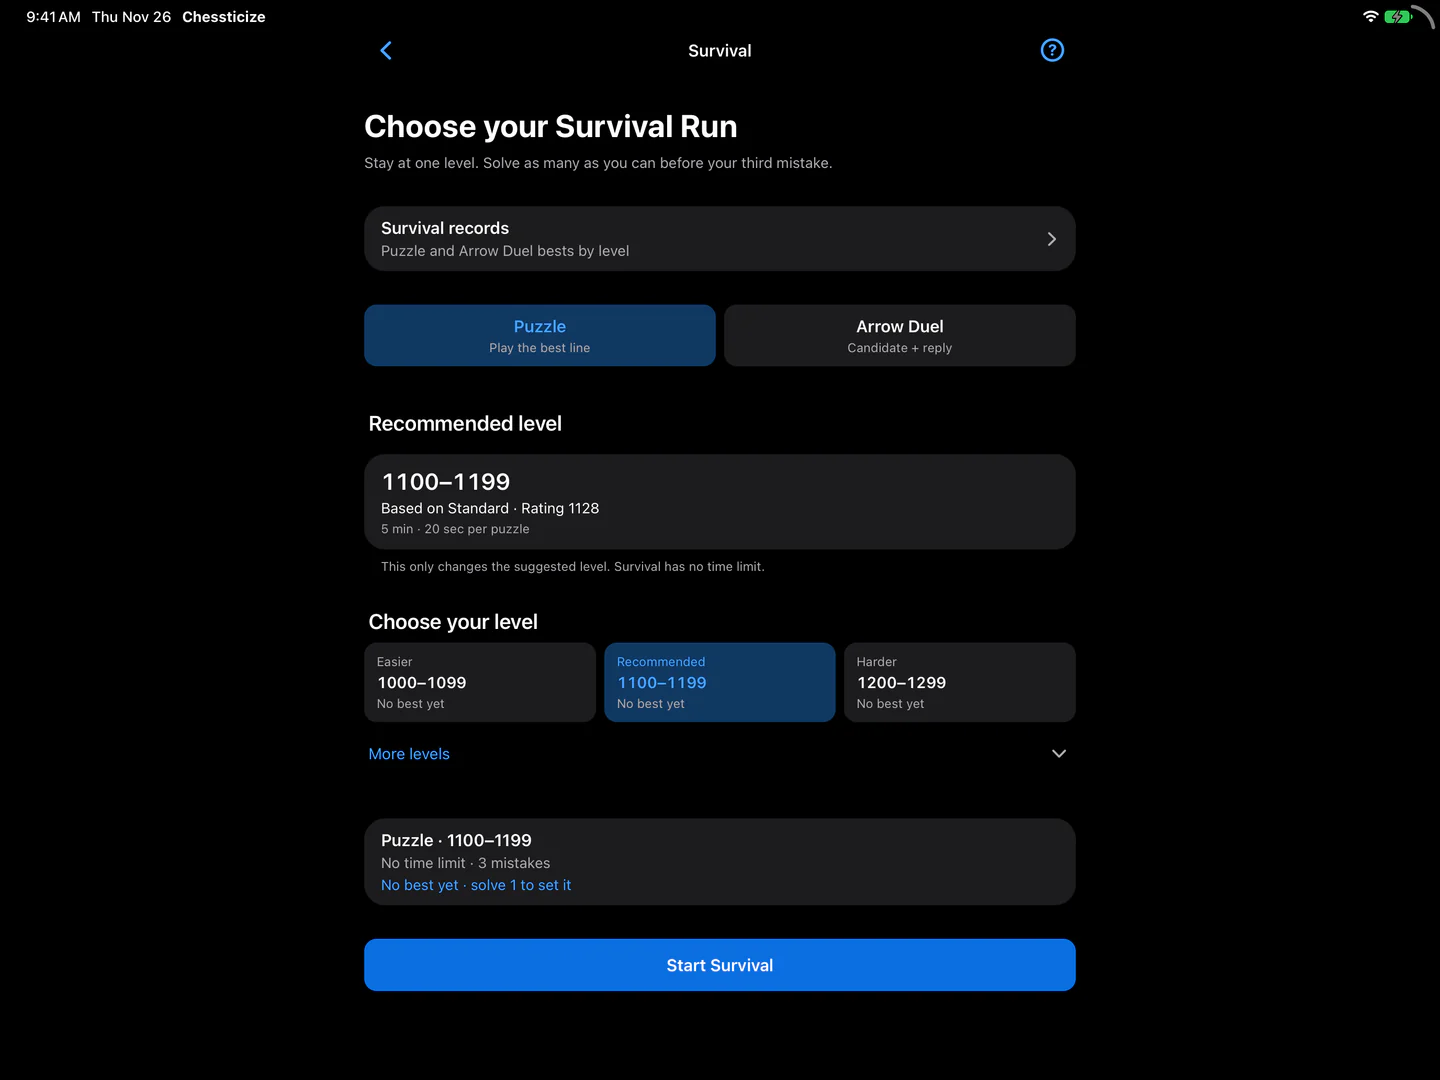 9:41 AM Thu Nov 26 Chessticize
Survival
?
Choose your Survival Run
Stay at one level. Solve as many as you can before your third mistake.
Survival records
Puzzle and Arrow Duel bests by level
Puzzle
Play the best line
Arrow Duel
Candidate + reply
Recommended level
1100–1199
Based on Standard · Rating 1128
5 min · 20 sec per puzzle
This only changes the suggested level. Survival has no time limit.
Choose your level
Easier
1000–1099
No best yet
Recommended
1100–1199
No best yet
Harder
1200–1299
No best yet
More levels
Puzzle · 1100–1199
No time limit · 3 mistakes
No best yet · solve 1 to set it
Start Survival